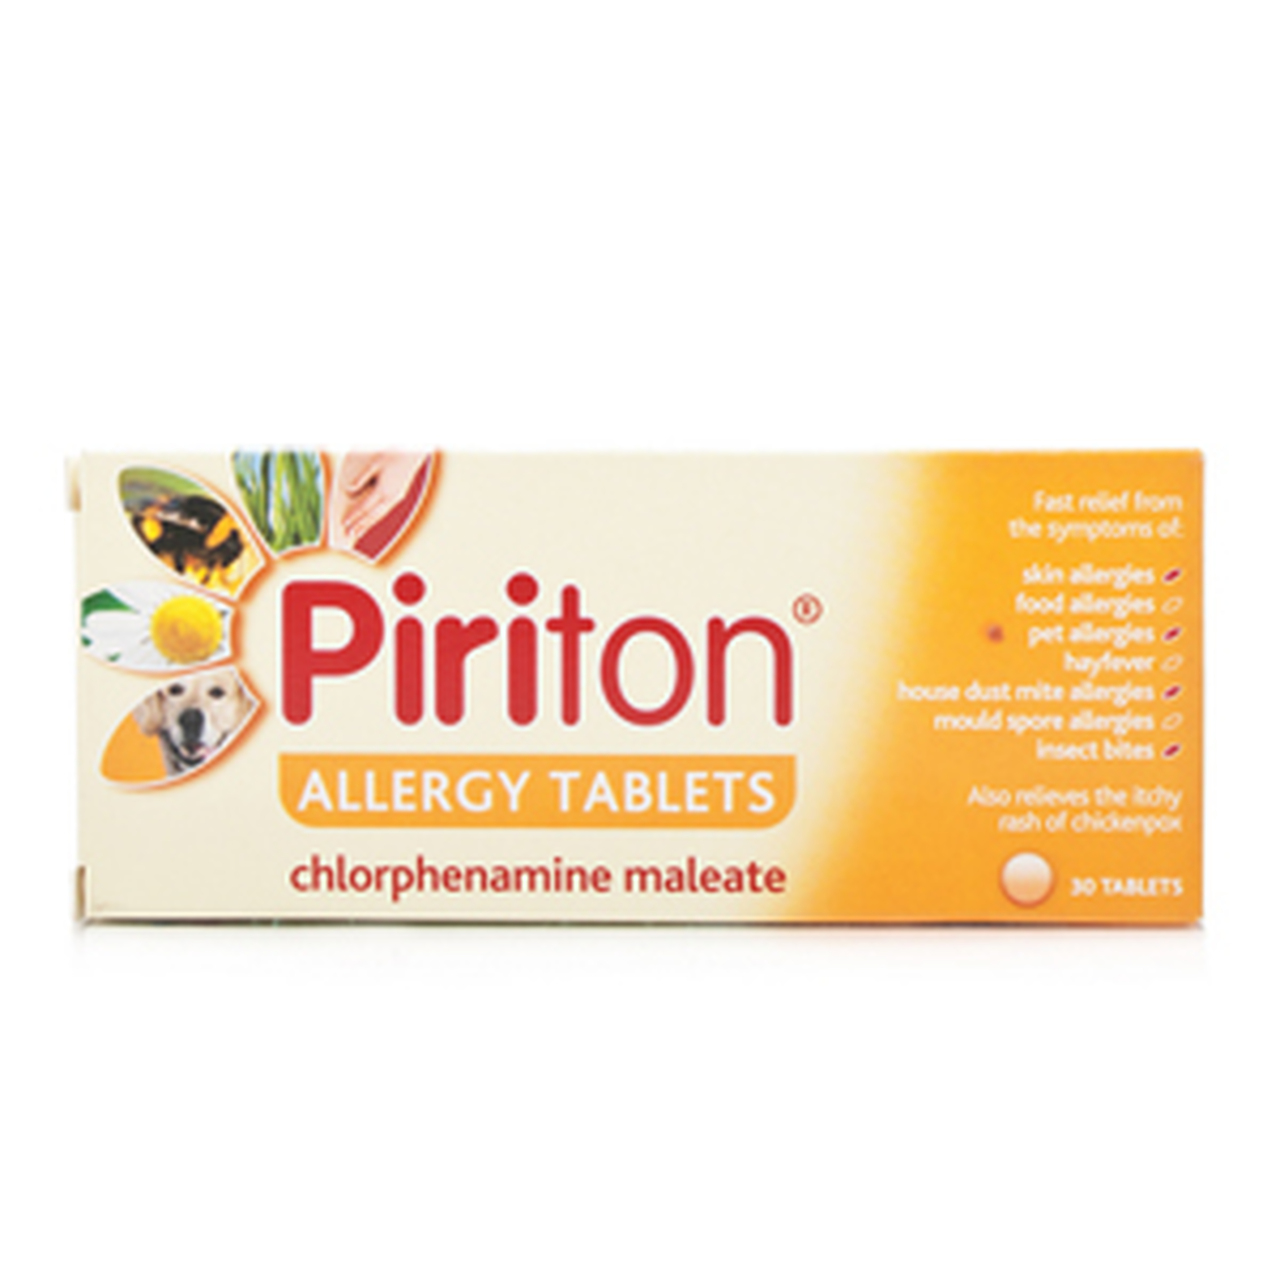 Piriton®
ALLERGY TABLETS
chlorphenamine maleate
Fast relief from
the symptoms of:
skin allergies
food allergies
pet allergies
hayfever
house dust mite allergies
mould spore allergies
insect bites
Also relieves the itchy
rash of chickenpox
30 TABLETS